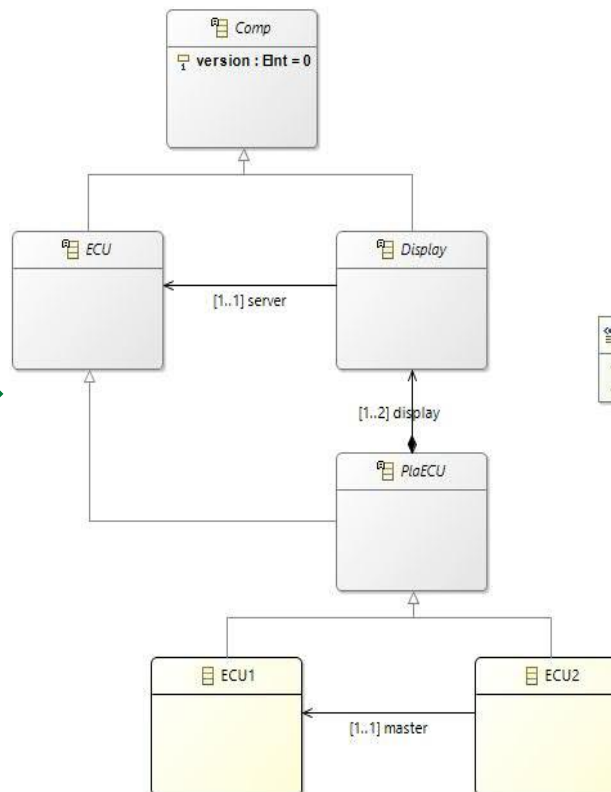 Comp
version : EInt = 0
ECU
Display
[1..1] server
[1..2] display
PlaECU
ECU1
ECU2
[1..1] master